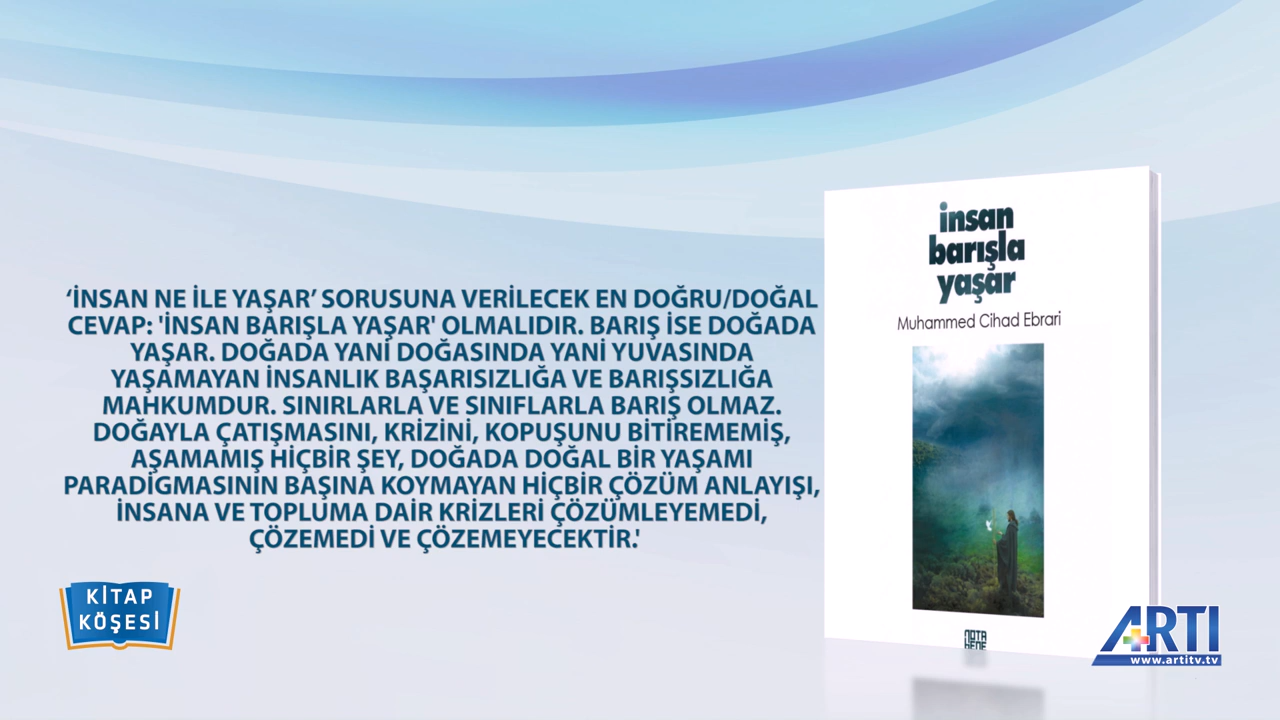 ‘İNSAN NE İLE YAŞAR’ SORUSUNA VERİLECEK EN DOĞRU/DOĞAL
CEVAP: 'İNSAN BARIŞLA YAŞAR' OLMALIDIR. BARIŞ İSE DOĞADA
YAŞAR. DOĞADA YANİ DOĞASINDA YANİ YUVASINDA
YAŞAMAYAN İNSANLIK BAŞARISIZLIĞA VE BARIŞSIZLIĞA
MAHKUMDUR. SINIRLARLA VE SINIFLARLA BARIŞ OLMAZ.
DOĞAYLA ÇATIŞMASINI, KRİZİNİ, KOPUŞUNU BİTİREMEMİŞ,
AŞAMAMIŞ HİÇBİR ŞEY, DOĞADA DOĞAL BİR YAŞAMI
PARADİGMASININ BAŞINA KOYMAYAN HİÇBİR ÇÖZÜM ANLAYIŞI,
İNSANA VE TOPLUMA DAİR KRİZLERİ ÇÖZÜMLEYEMEDİ,
ÇÖZEMEDİ VE ÇÖZEMEYECEKTİR.'
insan
barışla
yaşar
Muhammed Cihad Ebrari
NOTA
BENE
KİTAP
KÖŞESİ
ARTI
www.artitv.tv